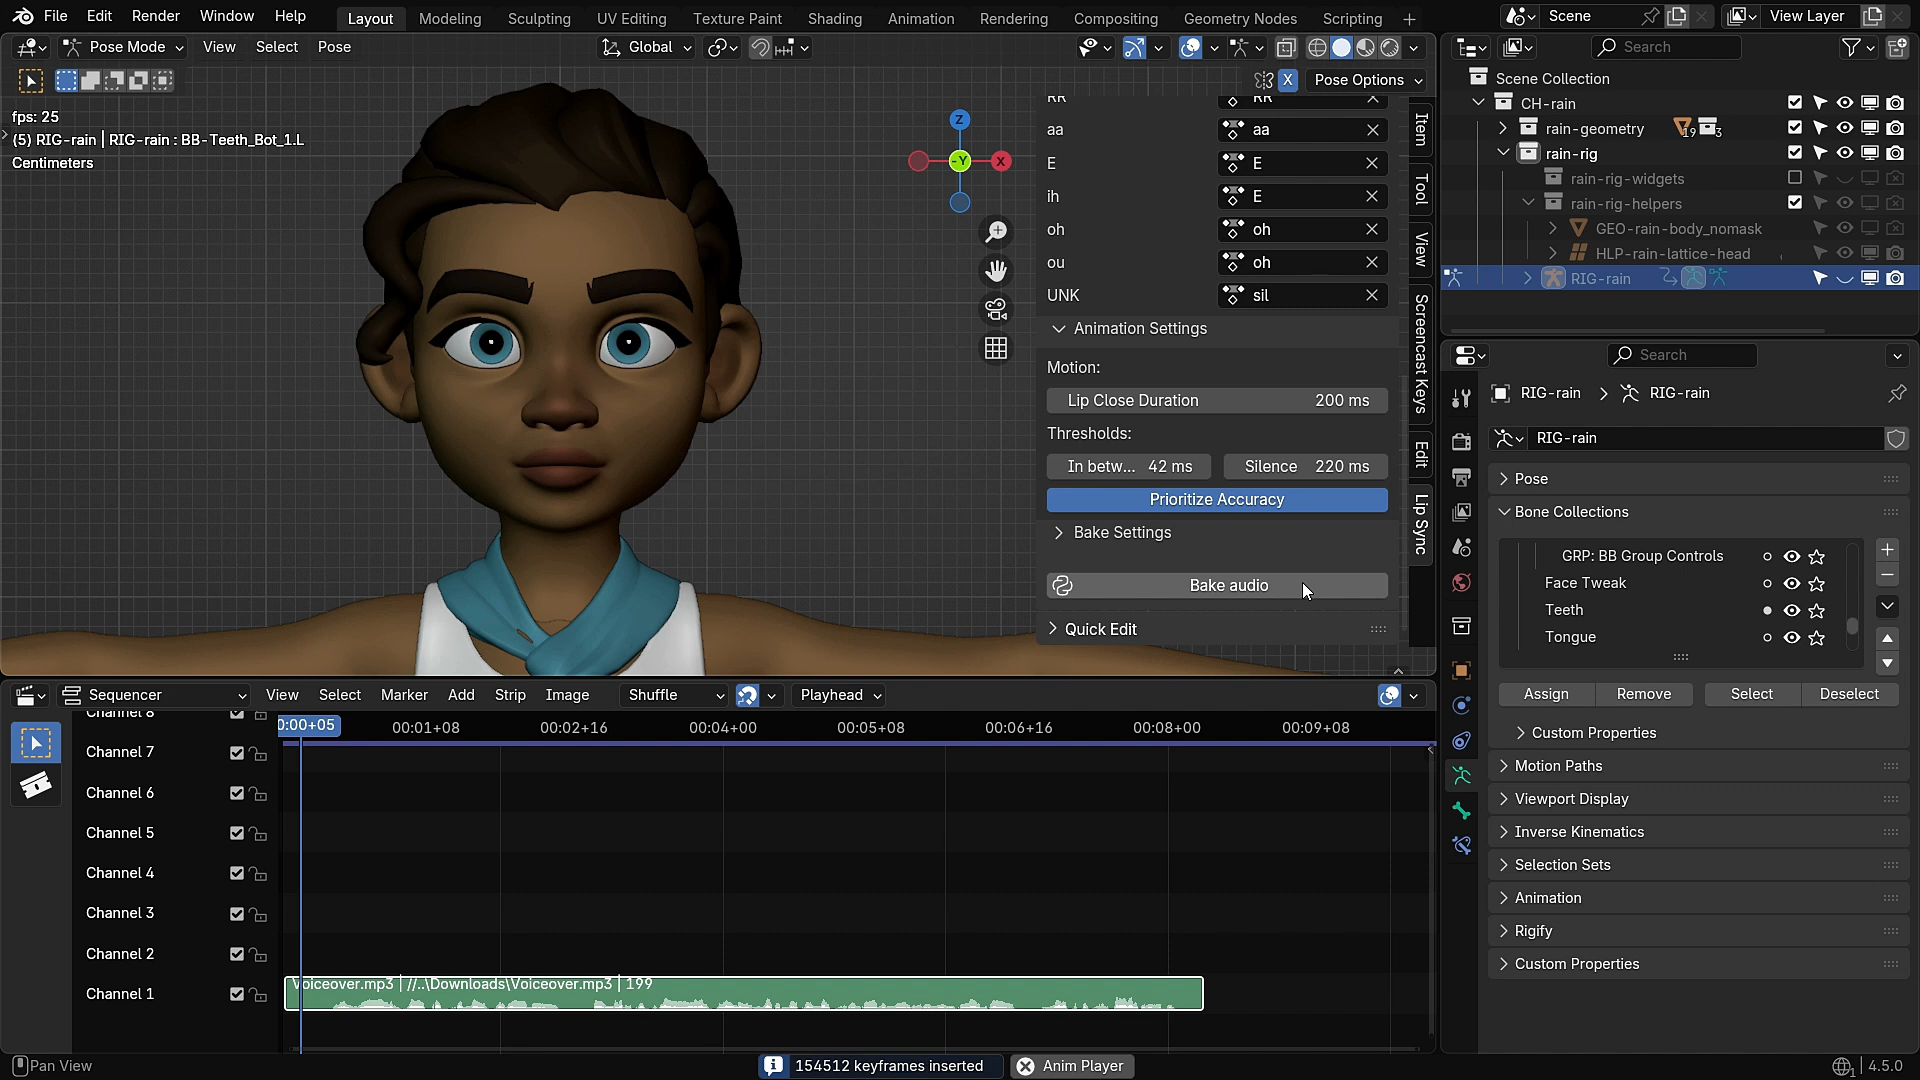 File Edit Render Window Help Layout Modeling Sculpting UV Editing Texture Paint Shading Animation Rendering Compositing Geometry Nodes Scripting + Scene View Layer
Pose Mode View Select Pose Global Search
X Pose Options
fps: 25
(5) RIG-rain | RIG-rain : BB-Teeth_Bot_1.L
Centimeters
Z
-Y
X
RR RR
aa aa
E E
ih E
oh oh
ou oh
UNK sil
Animation Settings
Motion:
Lip Close Duration 200 ms
Thresholds:
In betw... 42 ms Silence 220 ms
Prioritize Accuracy
Bake Settings
Bake audio
Quick Edit
Item
Tool
View
Screencast Keys
Edit
Lip Sync
Scene Collection
CH-rain
rain-geometry 19 3
rain-rig
rain-rig-widgets
rain-rig-helpers
GEO-rain-body_nomask
HLP-rain-lattice-head
RIG-rain
Search
RIG-rain > RIG-rain
RIG-rain
Pose
Bone Collections
GRP: BB Group Controls
Face Tweak
Teeth
Tongue
Assign Remove Select Deselect
Custom Properties
Motion Paths
Viewport Display
Inverse Kinematics
Selection Sets
Animation
Rigify
Custom Properties
Sequencer View Select Marker Add Strip Image Shuffle Playhead
0:00+05 00:01+08 00:02+16 00:04+00 00:05+08 00:06+16 00:08+00 00:09+08
Channel 8
Channel 7
Channel 6
Channel 5
Channel 4
Channel 3
Channel 2
Channel 1
Voiceover.mp3 | //..\Downloads\Voiceover.mp3 | 199
Pan View 154512 keyframes inserted Anim Player 1 4.5.0